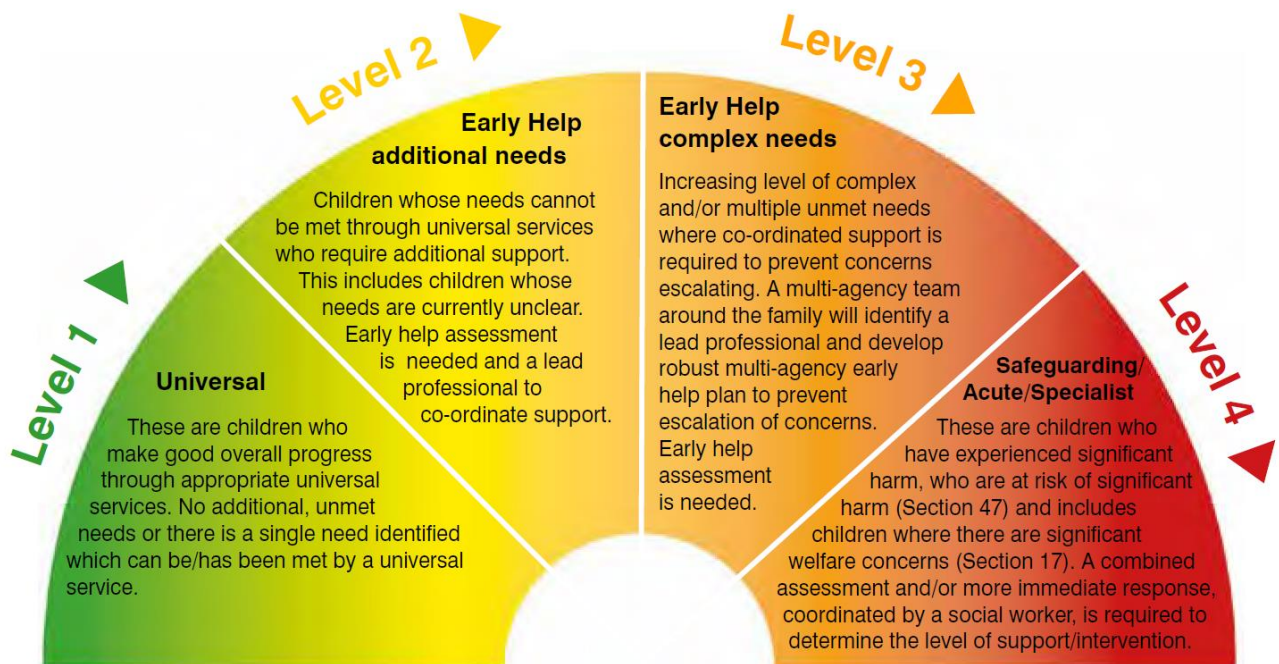 Level 1
Universal
These are children who
make good overall progress
through appropriate universal
services. No additional, unmet
needs or there is a single need identified
which can be/has been met by a universal
service.
Level 2
Early Help
additional needs
Children whose needs cannot
be met through universal services
who require additional support.
This includes children whose
needs are currently unclear.
Early help assessment
is needed and a lead
professional to
co-ordinate support.
Level 3
Early Help
complex needs
Increasing level of complex
and/or multiple unmet needs
where co-ordinated support is
required to prevent concerns
escalating. A multi-agency team
around the family will identify a
lead professional and develop
robust multi-agency early
help plan to prevent
escalation of concerns.
Early help
assessment
is needed.
Level 4
Safeguarding/
Acute/Specialist
These are children who
have experienced significant
harm, who are at risk of significant
harm (Section 47) and includes
children where there are significant
welfare concerns (Section 17). A combined
assessment and/or more immediate response,
coordinated by a social worker, is required to
determine the level of support/intervention.